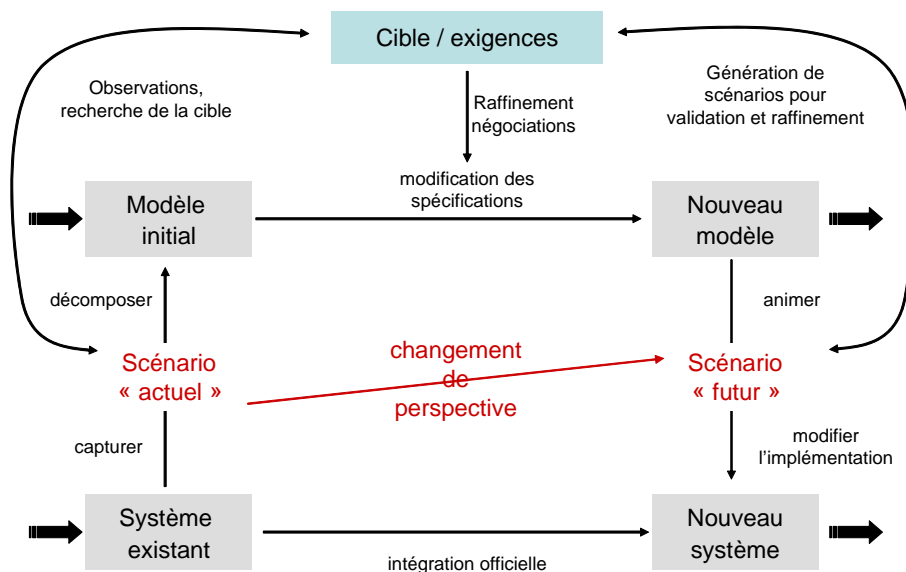 Cible / exigences
Observations,
recherche de la cible
Raffinement
négociations
Génération de
scénarios pour
validation et raffinement
Modèle
initial
modification des
spécifications
Nouveau
modèle
décomposer
animer
Scénario
« actuel »
changement
de
perspective
Scénario
« futur »
capturer
modifier
l'implémentation
Système
existant
intégration officielle
Nouveau
système